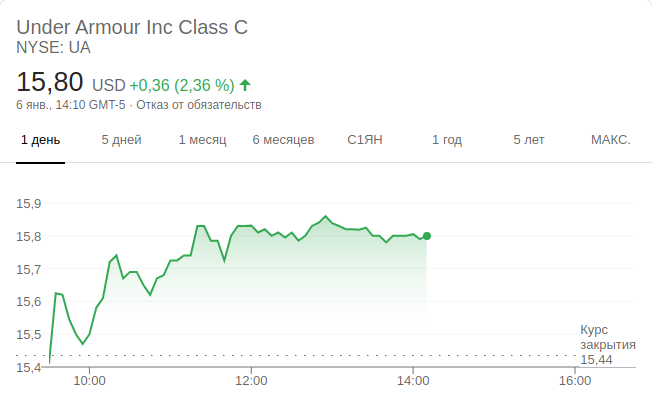 Under Armour Inc Class C
NYSE: UA
15,80 USD +0,36 (2,36 %)
6 янв., 14:10 GMT-5 · Отказ от обязательств
1 день 5 дней 1 месяц 6 месяцев С1ЯН 1 год 5 лет МАКС.
15,9
15,8
15,7
15,6
15,5
15,4
Курс
закрытия
15,44
10:00 12:00 14:00 16:00